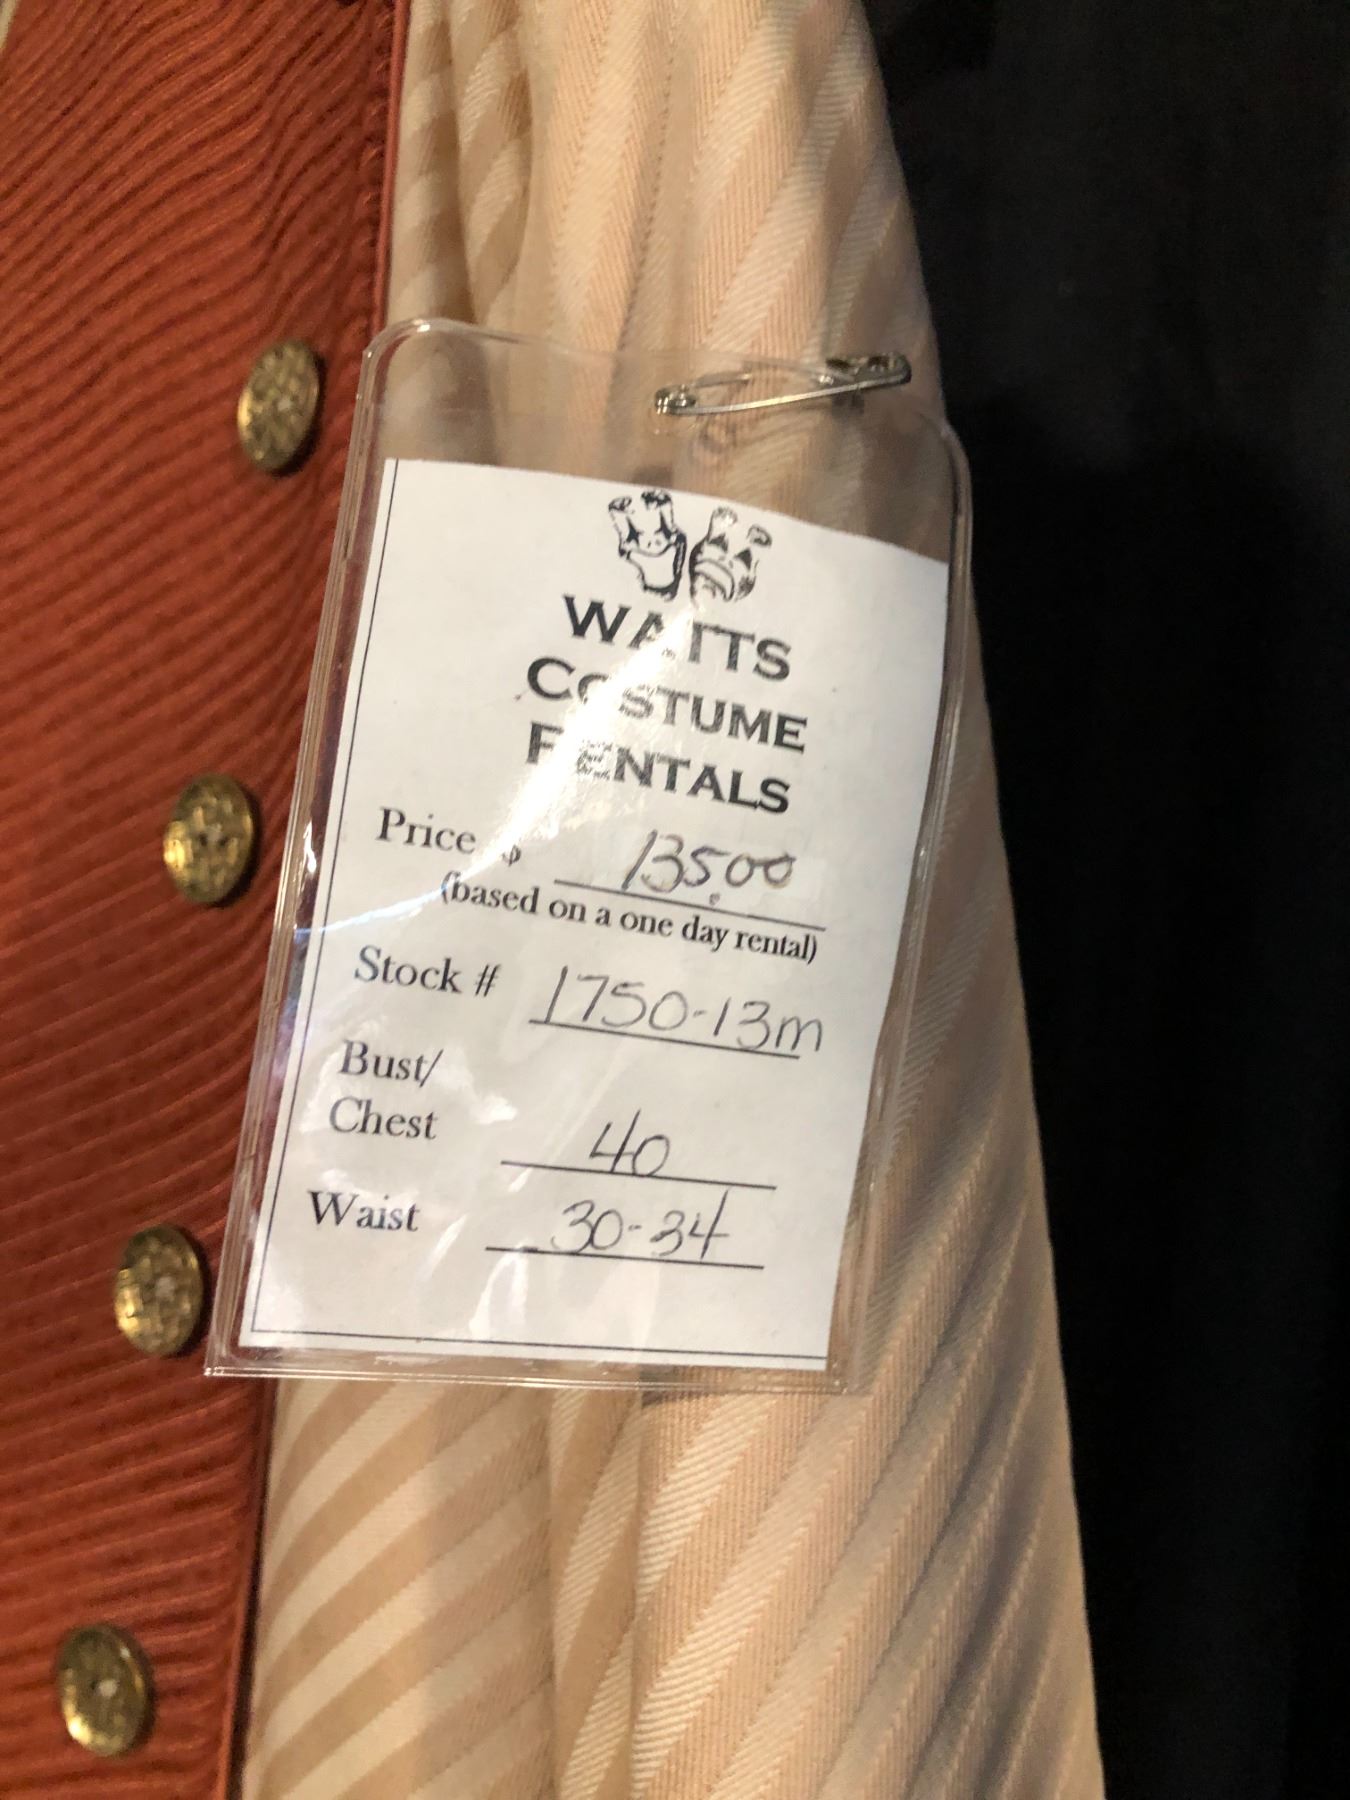 WATTS
COSTUME
RENTALS
Price $ 135.00
(based on a one day rental)
Stock # 1750-13m
Bust/
Chest 40
Waist 30-34